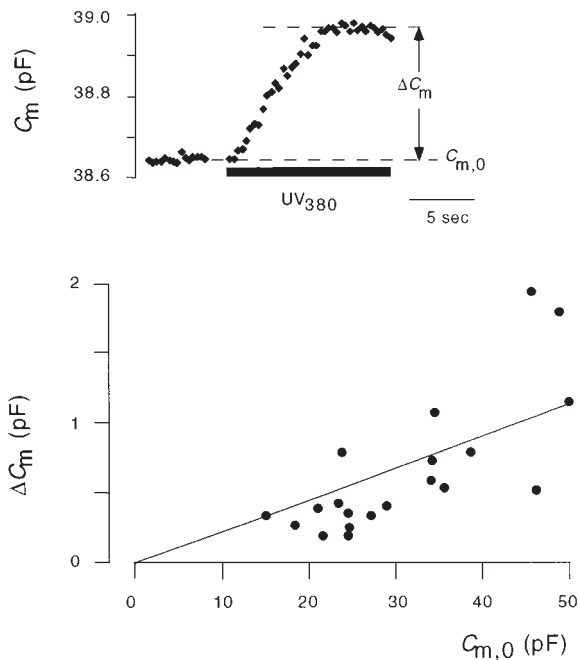 39.0
38.8
38.6
Cm (pF)
ΔCm
Cm,0
UV380
5 sec
2
1
0
ΔCm (pF)
0 10 20 30 40 50
Cm,0 (pF)